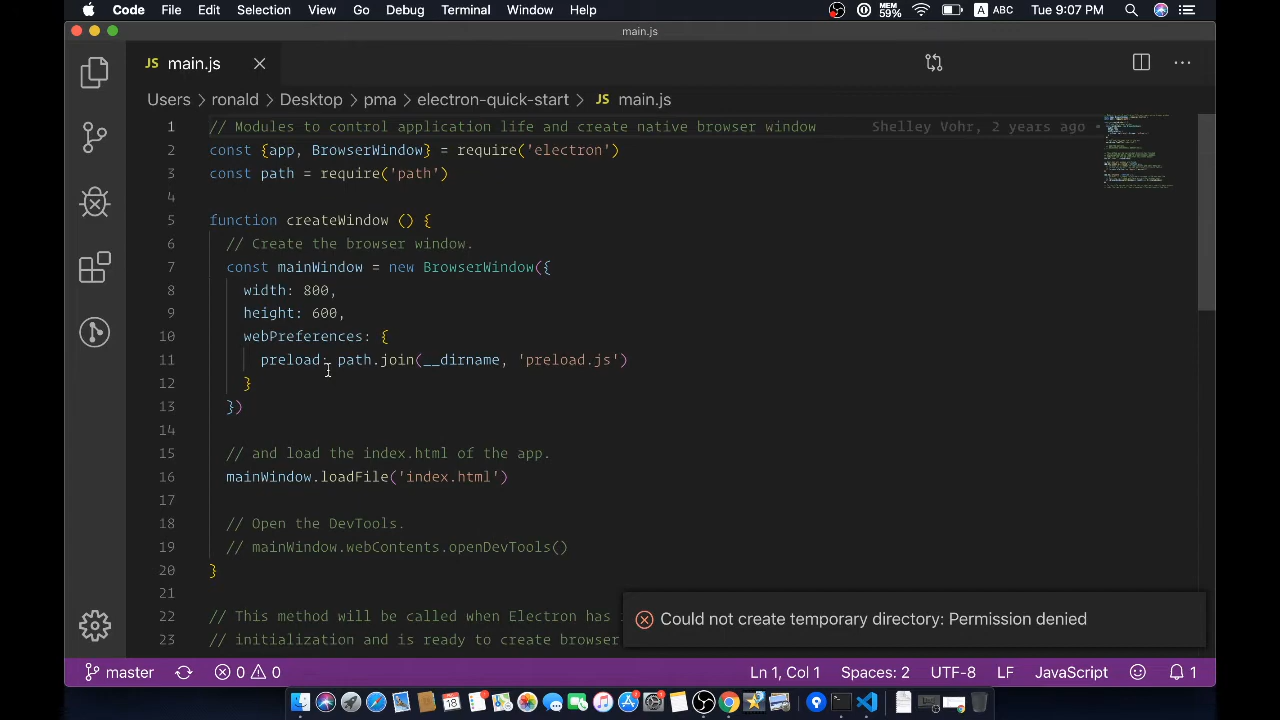 Code File Edit Selection View Go Debug Terminal Window Help MEM 59% A ABC Tue 9:07 PM
main.js
JS main.js
Users > ronald > Desktop > pma > electron-quick-start > JS main.js
1 // Modules to control application life and create native browser window Shelley Vohr, 2 years ago •
2 const {app, BrowserWindow} = require('electron')
3 const path = require('path')
4
5 function createWindow () {
6 // Create the browser window.
7 const mainWindow = new BrowserWindow({
8 width: 800,
9 height: 600,
10 webPreferences: {
11 preload: path.join(__dirname, 'preload.js')
12 }
13 })
14
15 // and load the index.html of the app.
16 mainWindow.loadFile('index.html')
17
18 // Open the DevTools.
19 // mainWindow.webContents.openDevTools()
20 }
21
22 // This method will be called when Electron has
23 // initialization and is ready to create browser
Could not create temporary directory: Permission denied
master 0 0 Ln 1, Col 1 Spaces: 2 UTF-8 LF JavaScript 1